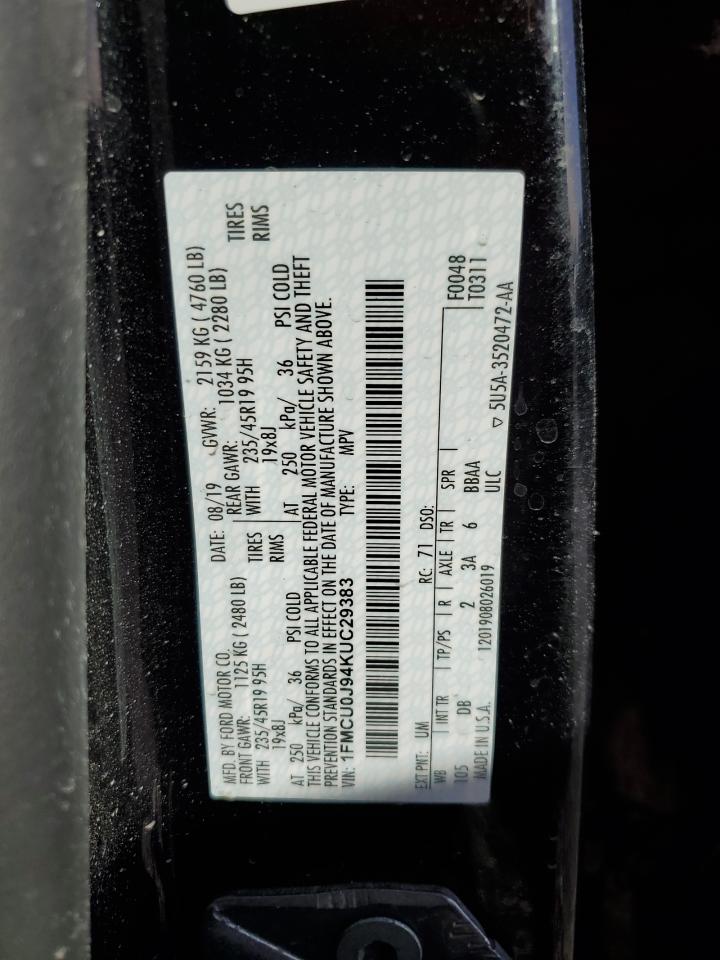 MFD. BY FORD MOTOR CO.
DATE: 08/19 GVWR: 2159 KG ( 4760 LB)
FRONT GAWR: 1125 KG ( 2480 LB)
REAR GAWR: 1034 KG ( 2280 LB)
WITH 235/45R19 95H TIRES
WITH 235/45R19 95H TIRES
19x8J RIMS
19x8J RIMS
AT 250 kPa/ 36 PSI COLD
AT 250 kPa/ 36 PSI COLD
THIS VEHICLE CONFORMS TO ALL APPLICABLE FEDERAL MOTOR VEHICLE SAFETY AND THEFT
PREVENTION STANDARDS IN EFFECT ON THE DATE OF MANUFACTURE SHOWN ABOVE.
VIN: 1FMCU0J94KUC29383 TYPE: MPV
EXT PNT: UM RC: 71 DSO:
WB INT TR TP/PS R AXLE TR SPR F0048
105 DB 2 3A 6 BBAA T0311
MADE IN U.S.A. 1201908026019 ULC
▽ 5U5A-3520472-AA